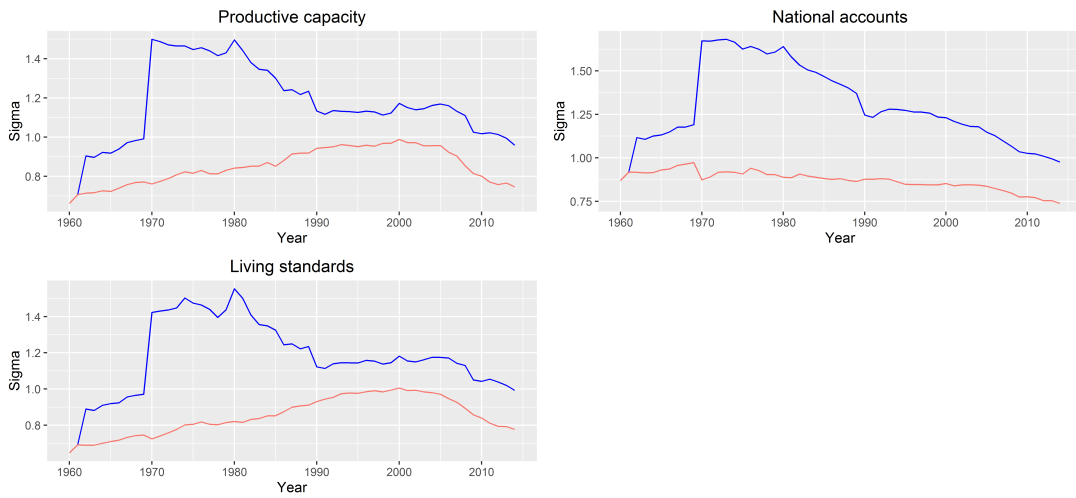 Productive capacity
Sigma
1.4
1.2
1.0
0.8
1960 1970 1980 1990 2000 2010
Year
National accounts
Sigma
1.50
1.25
1.00
0.75
1960 1970 1980 1990 2000 2010
Year
Living standards
Sigma
1.4
1.2
1.0
0.8
1960 1970 1980 1990 2000 2010
Year